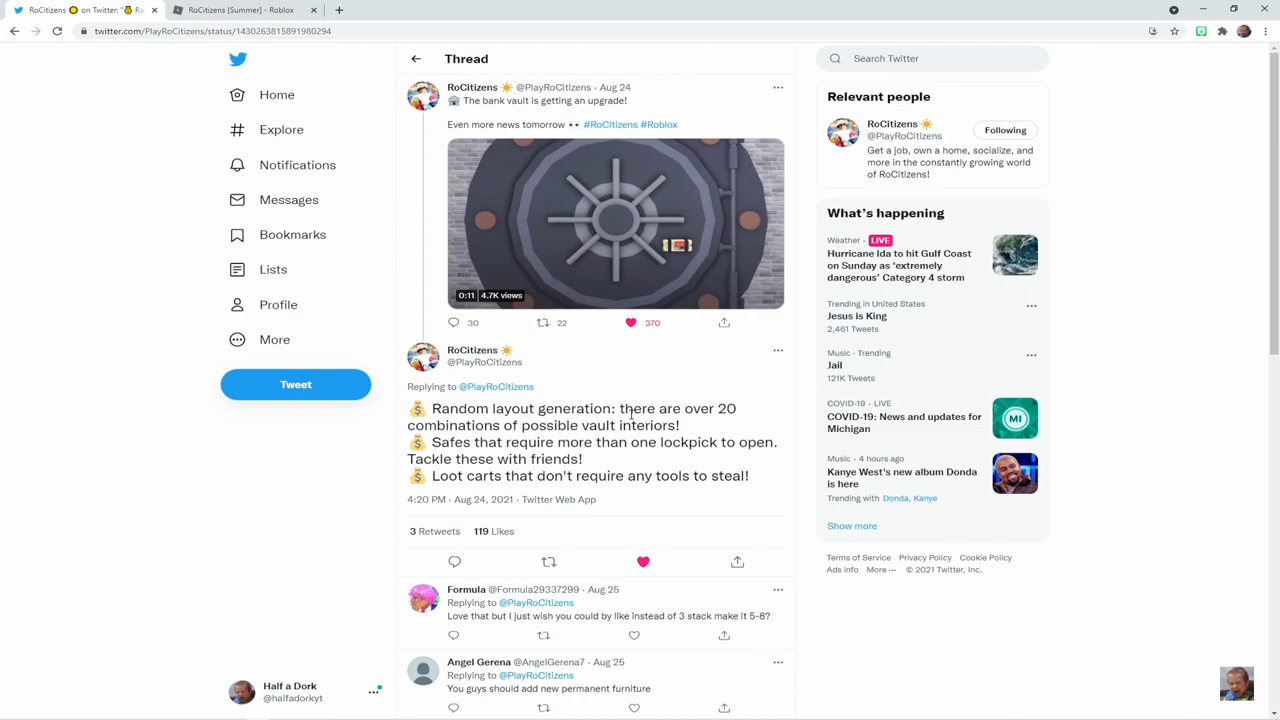 RoCitizens 🌞 on Twitter: "💰 Ra
RoCitizens [Summer] - Roblox
twitter.com/PlayRoCitizens/status/1430263815891980294
Home
Explore
Notifications
Messages
Bookmarks
Lists
Profile
More
Tweet
Half a Dork
@halfadorkyt
Thread
RoCitizens ☀️ @PlayRoCitizens · Aug 24
🏦 The bank vault is getting an upgrade!
Even more news tomorrow 👀 #RoCitizens #Roblox
0:11 4.7K views
30 22 370
RoCitizens ☀️
@PlayRoCitizens
Replying to @PlayRoCitizens
💰 Random layout generation: there are over 20
combinations of possible vault interiors!
💰 Safes that require more than one lockpick to open.
Tackle these with friends!
💰 Loot carts that don't require any tools to steal!
4:20 PM · Aug 24, 2021 · Twitter Web App
3 Retweets 119 Likes
Formula @Formula29337299 · Aug 25
Replying to @PlayRoCitizens
Love that but I just wish you could by like instead of 3 stack make it 5-8?
Angel Gerena @AngelGerena7 · Aug 25
Replying to @PlayRoCitizens
You guys should add new permanent furniture
Search Twitter
Relevant people
RoCitizens ☀️
@PlayRoCitizens
Following
Get a job, own a home, socialize, and
more in the constantly growing world
of RoCitizens!
What's happening
Weather · LIVE
Hurricane Ida to hit Gulf Coast
on Sunday as 'extremely
dangerous' Category 4 storm
Trending in United States
Jesus is King
2,461 Tweets
Music · Trending
Jail
121K Tweets
COVID-19 · LIVE
COVID-19: News and updates for
Michigan
MI
Music · 4 hours ago
Kanye West's new album Donda
is here
Trending with Donda, Kanye
Show more
Terms of Service Privacy Policy Cookie Policy
Ads info More ··· © 2021 Twitter, Inc.